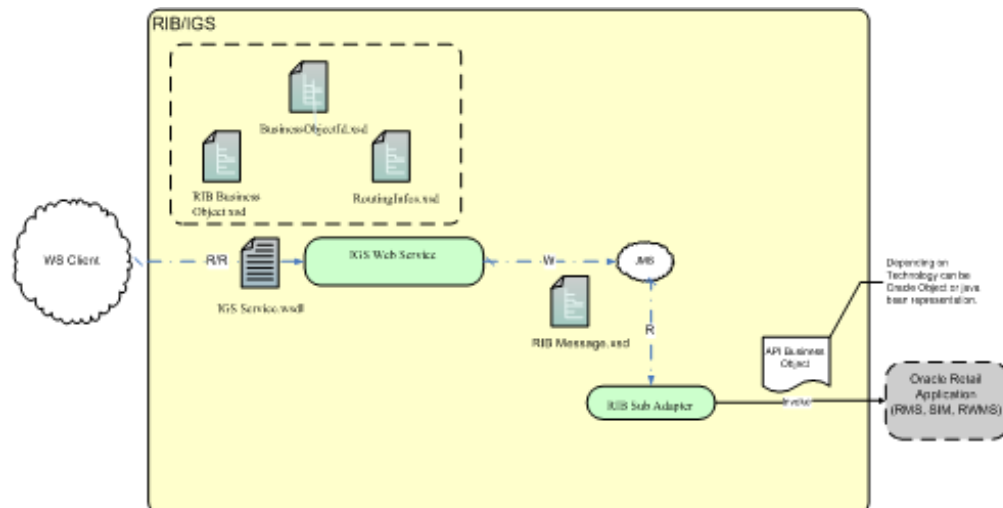 RIB/IGS
BusinessObjectId.xsd
RIB Business
Object.xsd
RoutingInfos.xsd
WS Client
R/R
IGS Service.wsdl
IGS Web Service
W
JMS
RIB Message.xsd
R
Depending on
Technology can be
Oracle Object or java
bean representation.
API Business
Object
RIB Sub Adapter
Invoke
Oracle Retail
Application
(RMS, SIM, RWMS)